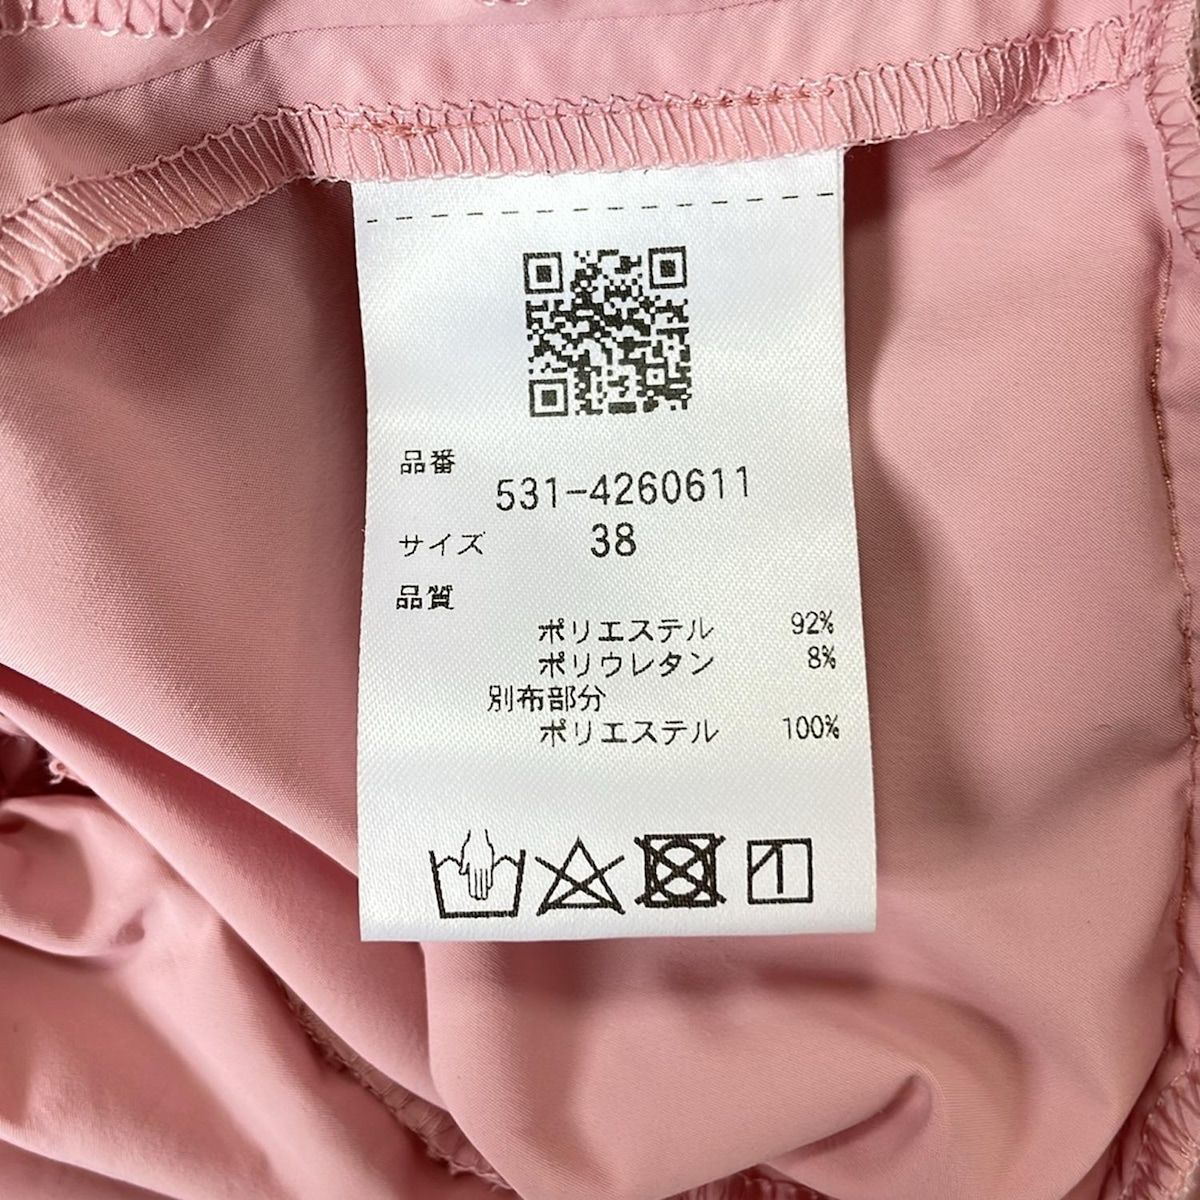 品番
531-4260611
サイズ 38
品質
ポリエステル 92%
ポリウレタン 8%
別布部分
ポリエステル 100%